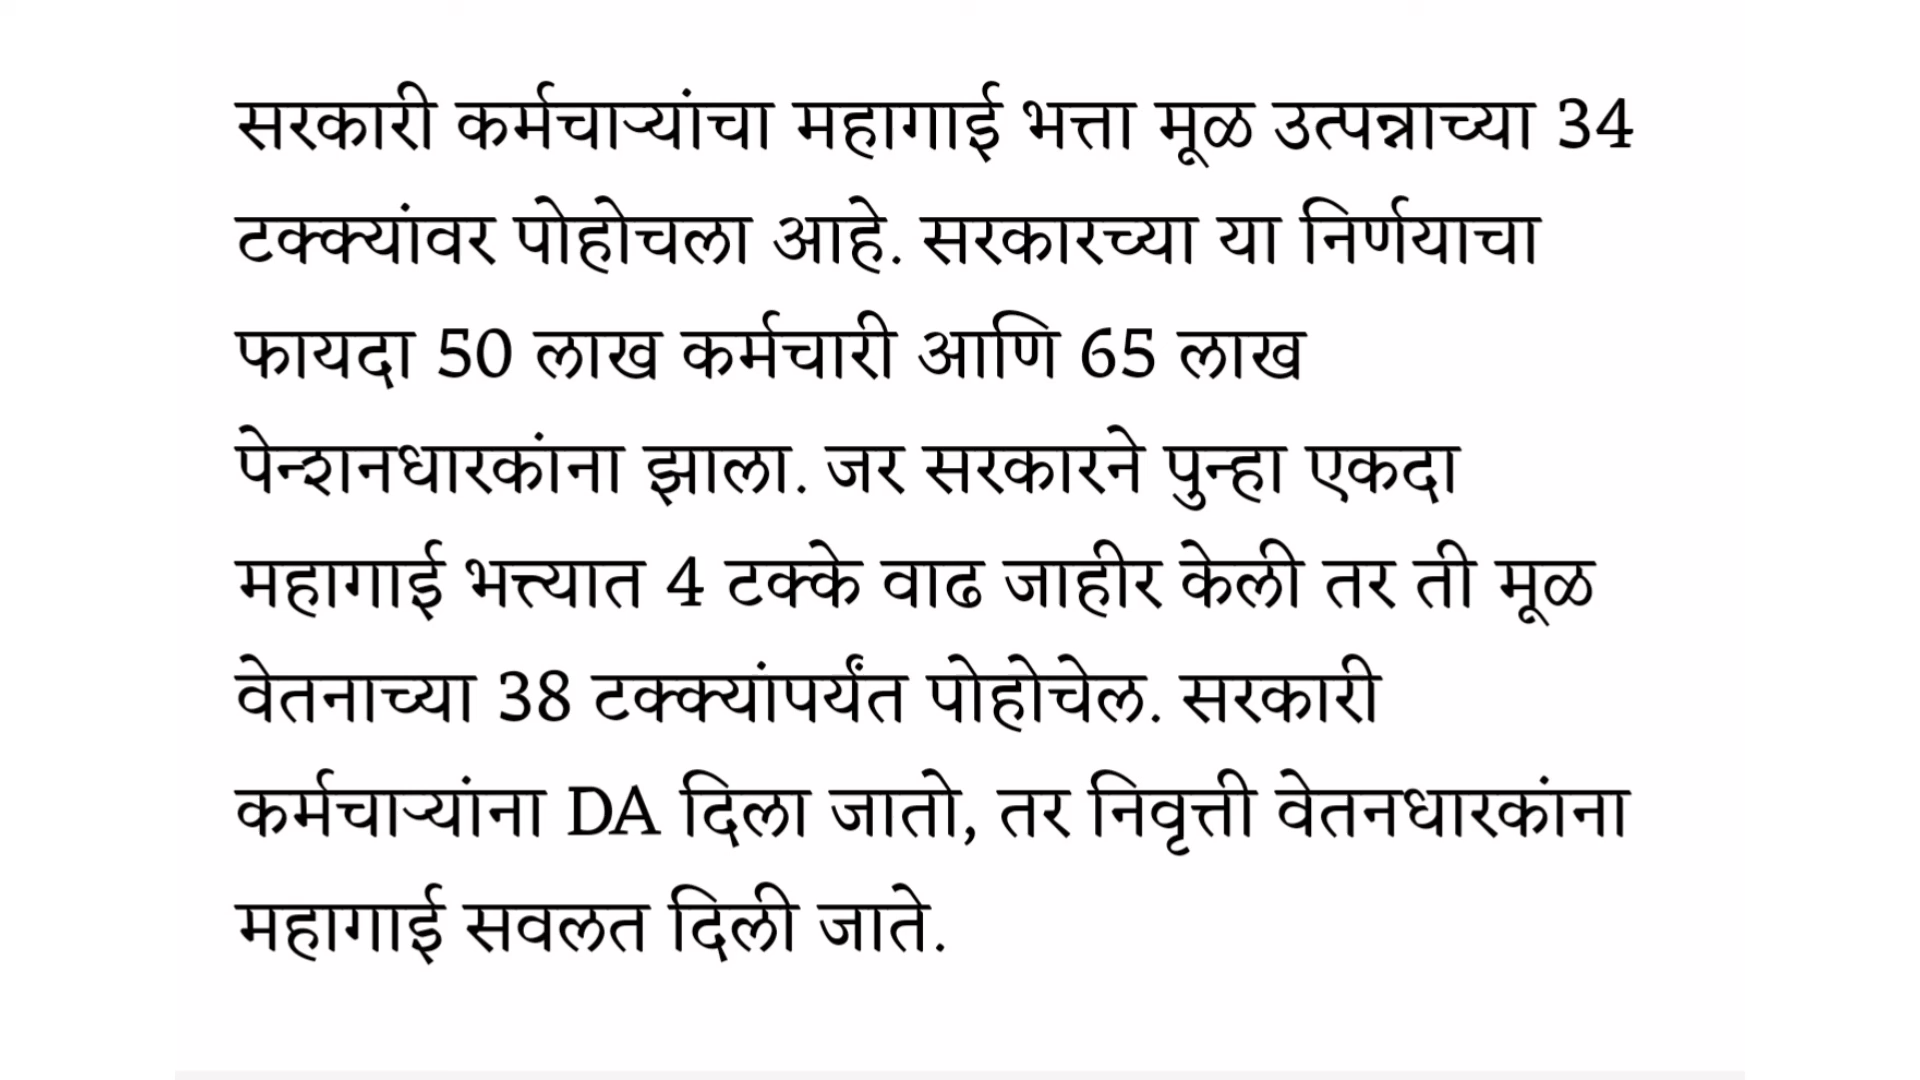 सरकारी कर्मचाऱ्यांचा महागाई भत्ता मूळ उत्पन्नाच्या 34
टक्क्यांवर पोहोचला आहे. सरकारच्या या निर्णयाचा
फायदा 50 लाख कर्मचारी आणि 65 लाख
पेन्शनधारकांना झाला. जर सरकारने पुन्हा एकदा
महागाई भत्त्यात 4 टक्के वाढ जाहीर केली तर ती मूळ
वेतनाच्या 38 टक्क्यांपर्यंत पोहोचेल. सरकारी
कर्मचाऱ्यांना DA दिला जातो, तर निवृत्ती वेतनधारकांना
महागाई सवलत दिली जाते.